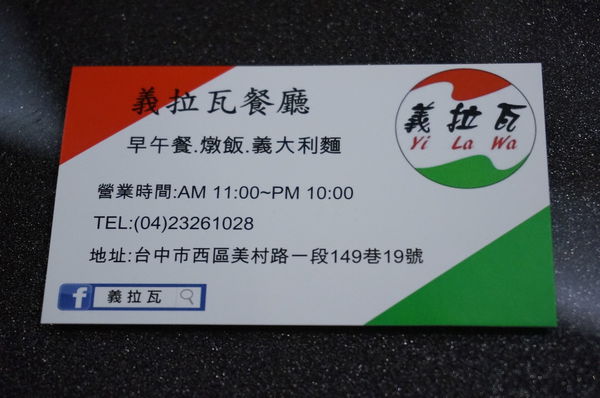 義拉瓦餐廳
義拉瓦
Yi La Wa
早午餐.燉飯.義大利麵
營業時間:AM 11:00~PM 10:00
TEL:(04)23261028
地址:台中市西區美村路一段149巷19號
f 義拉瓦